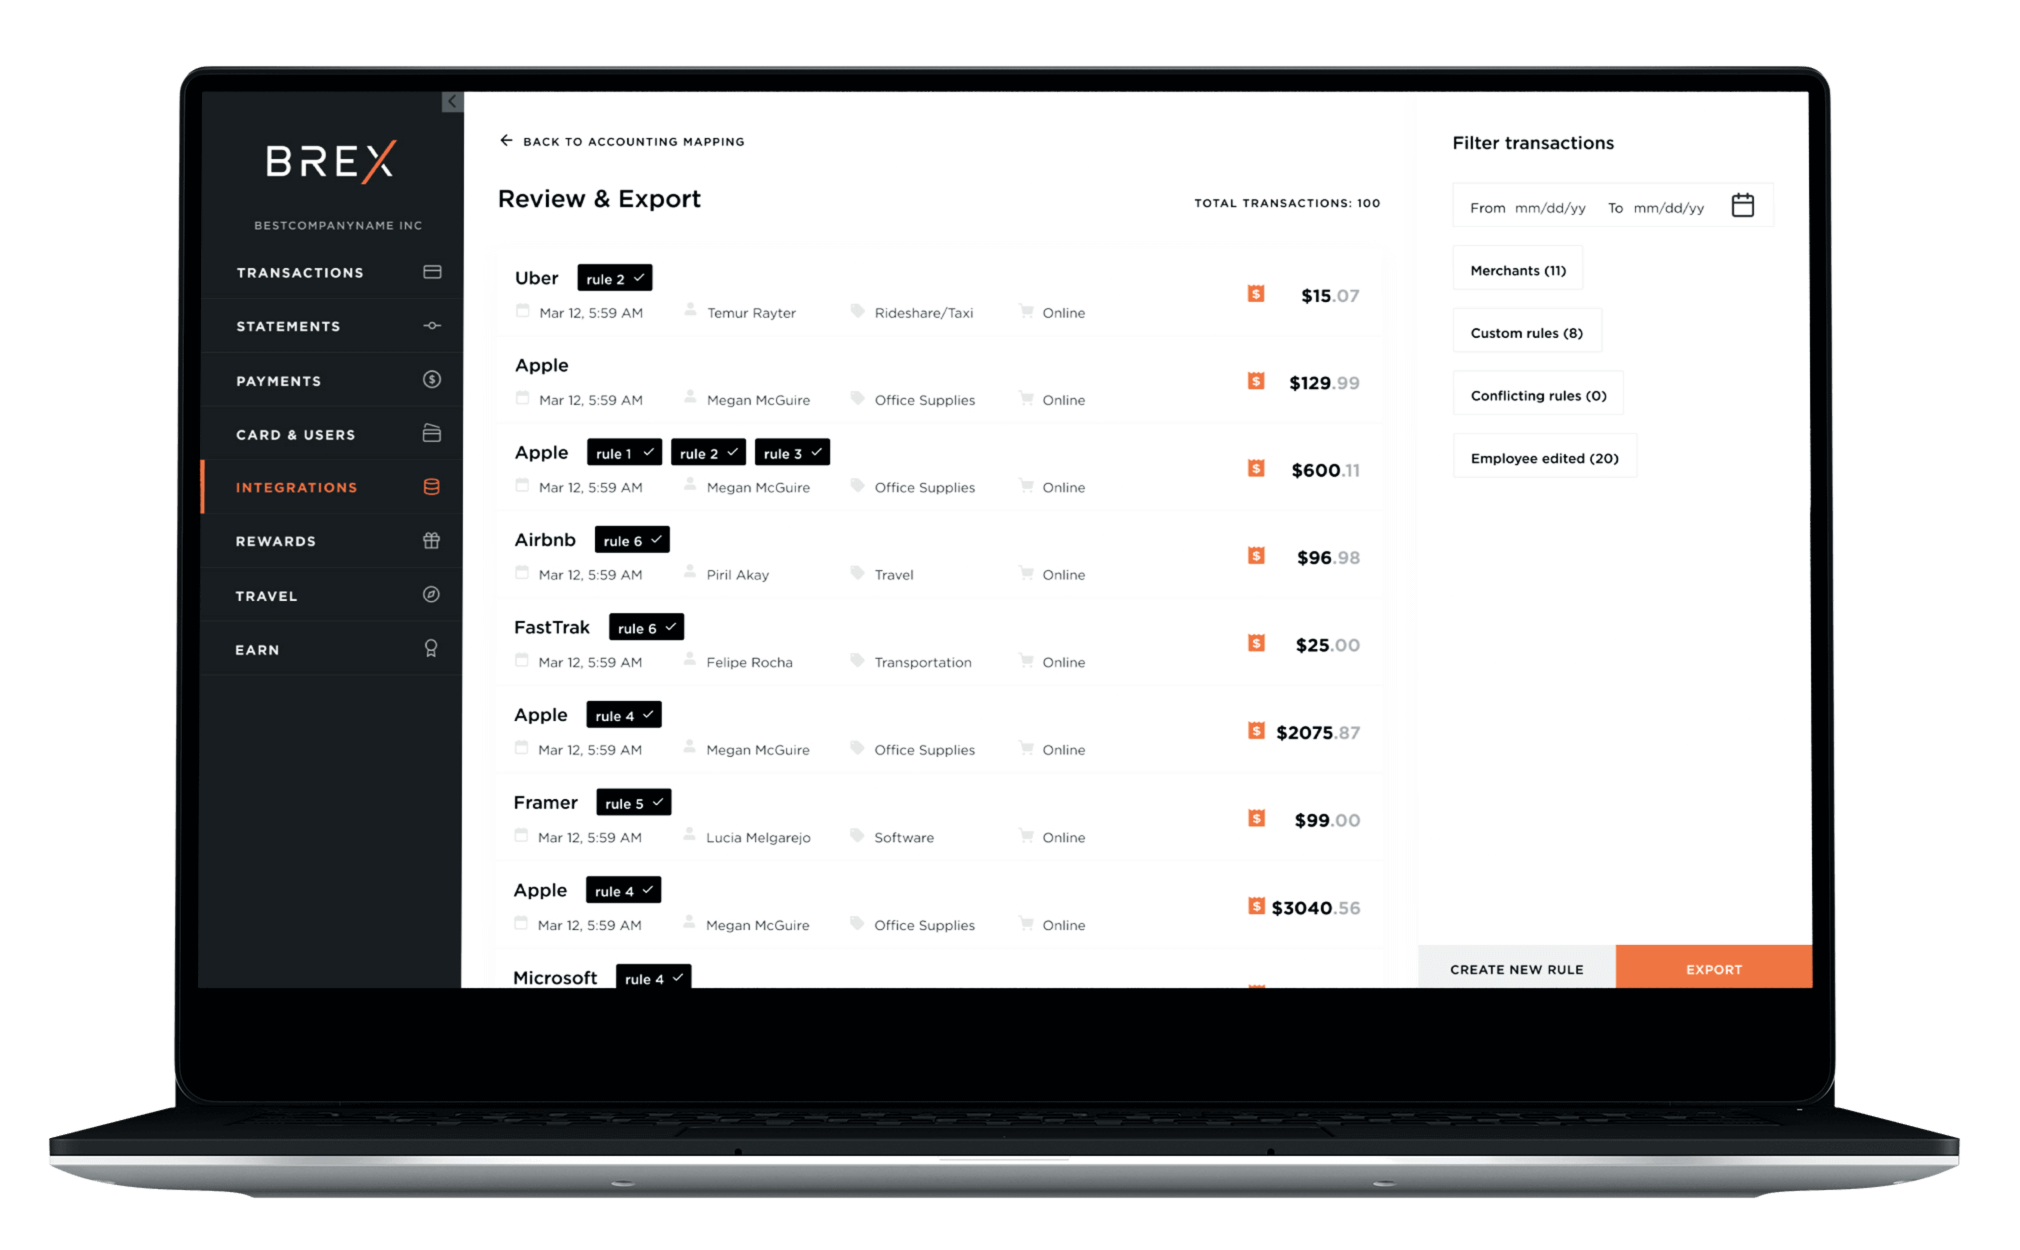 BREX
BESTCOMPANYNAME INC
TRANSACTIONS
STATEMENTS
PAYMENTS
CARD & USERS
INTEGRATIONS
REWARDS
TRAVEL
EARN
BACK TO ACCOUNTING MAPPING
Review & Export
TOTAL TRANSACTIONS: 100
Uber rule 2
$15.07
Mar 12, 5:59 AM Temur Rayter Rideshare/Taxi Online
Apple
$129.99
Mar 12, 5:59 AM Megan McGuire Office Supplies Online
Apple rule 1 rule 2 rule 3
$600.11
Mar 12, 5:59 AM Megan McGuire Office Supplies Online
Airbnb rule 6
$96.98
Mar 12, 5:59 AM Piril Akay Travel Online
FastTrak rule 6
$25.00
Mar 12, 5:59 AM Felipe Rocha Transportation Online
Apple rule 4
$2075.87
Mar 12, 5:59 AM Megan McGuire Office Supplies Online
Framer rule 5
$99.00
Mar 12, 5:59 AM Lucia Melgarejo Software Online
Apple rule 4
$3040.56
Mar 12, 5:59 AM Megan McGuire Office Supplies Online
Microsoft rule 4
Filter transactions
From mm/dd/yy To mm/dd/yy
Merchants (11)
Custom rules (8)
Conflicting rules (0)
Employee edited (20)
CREATE NEW RULE
EXPORT